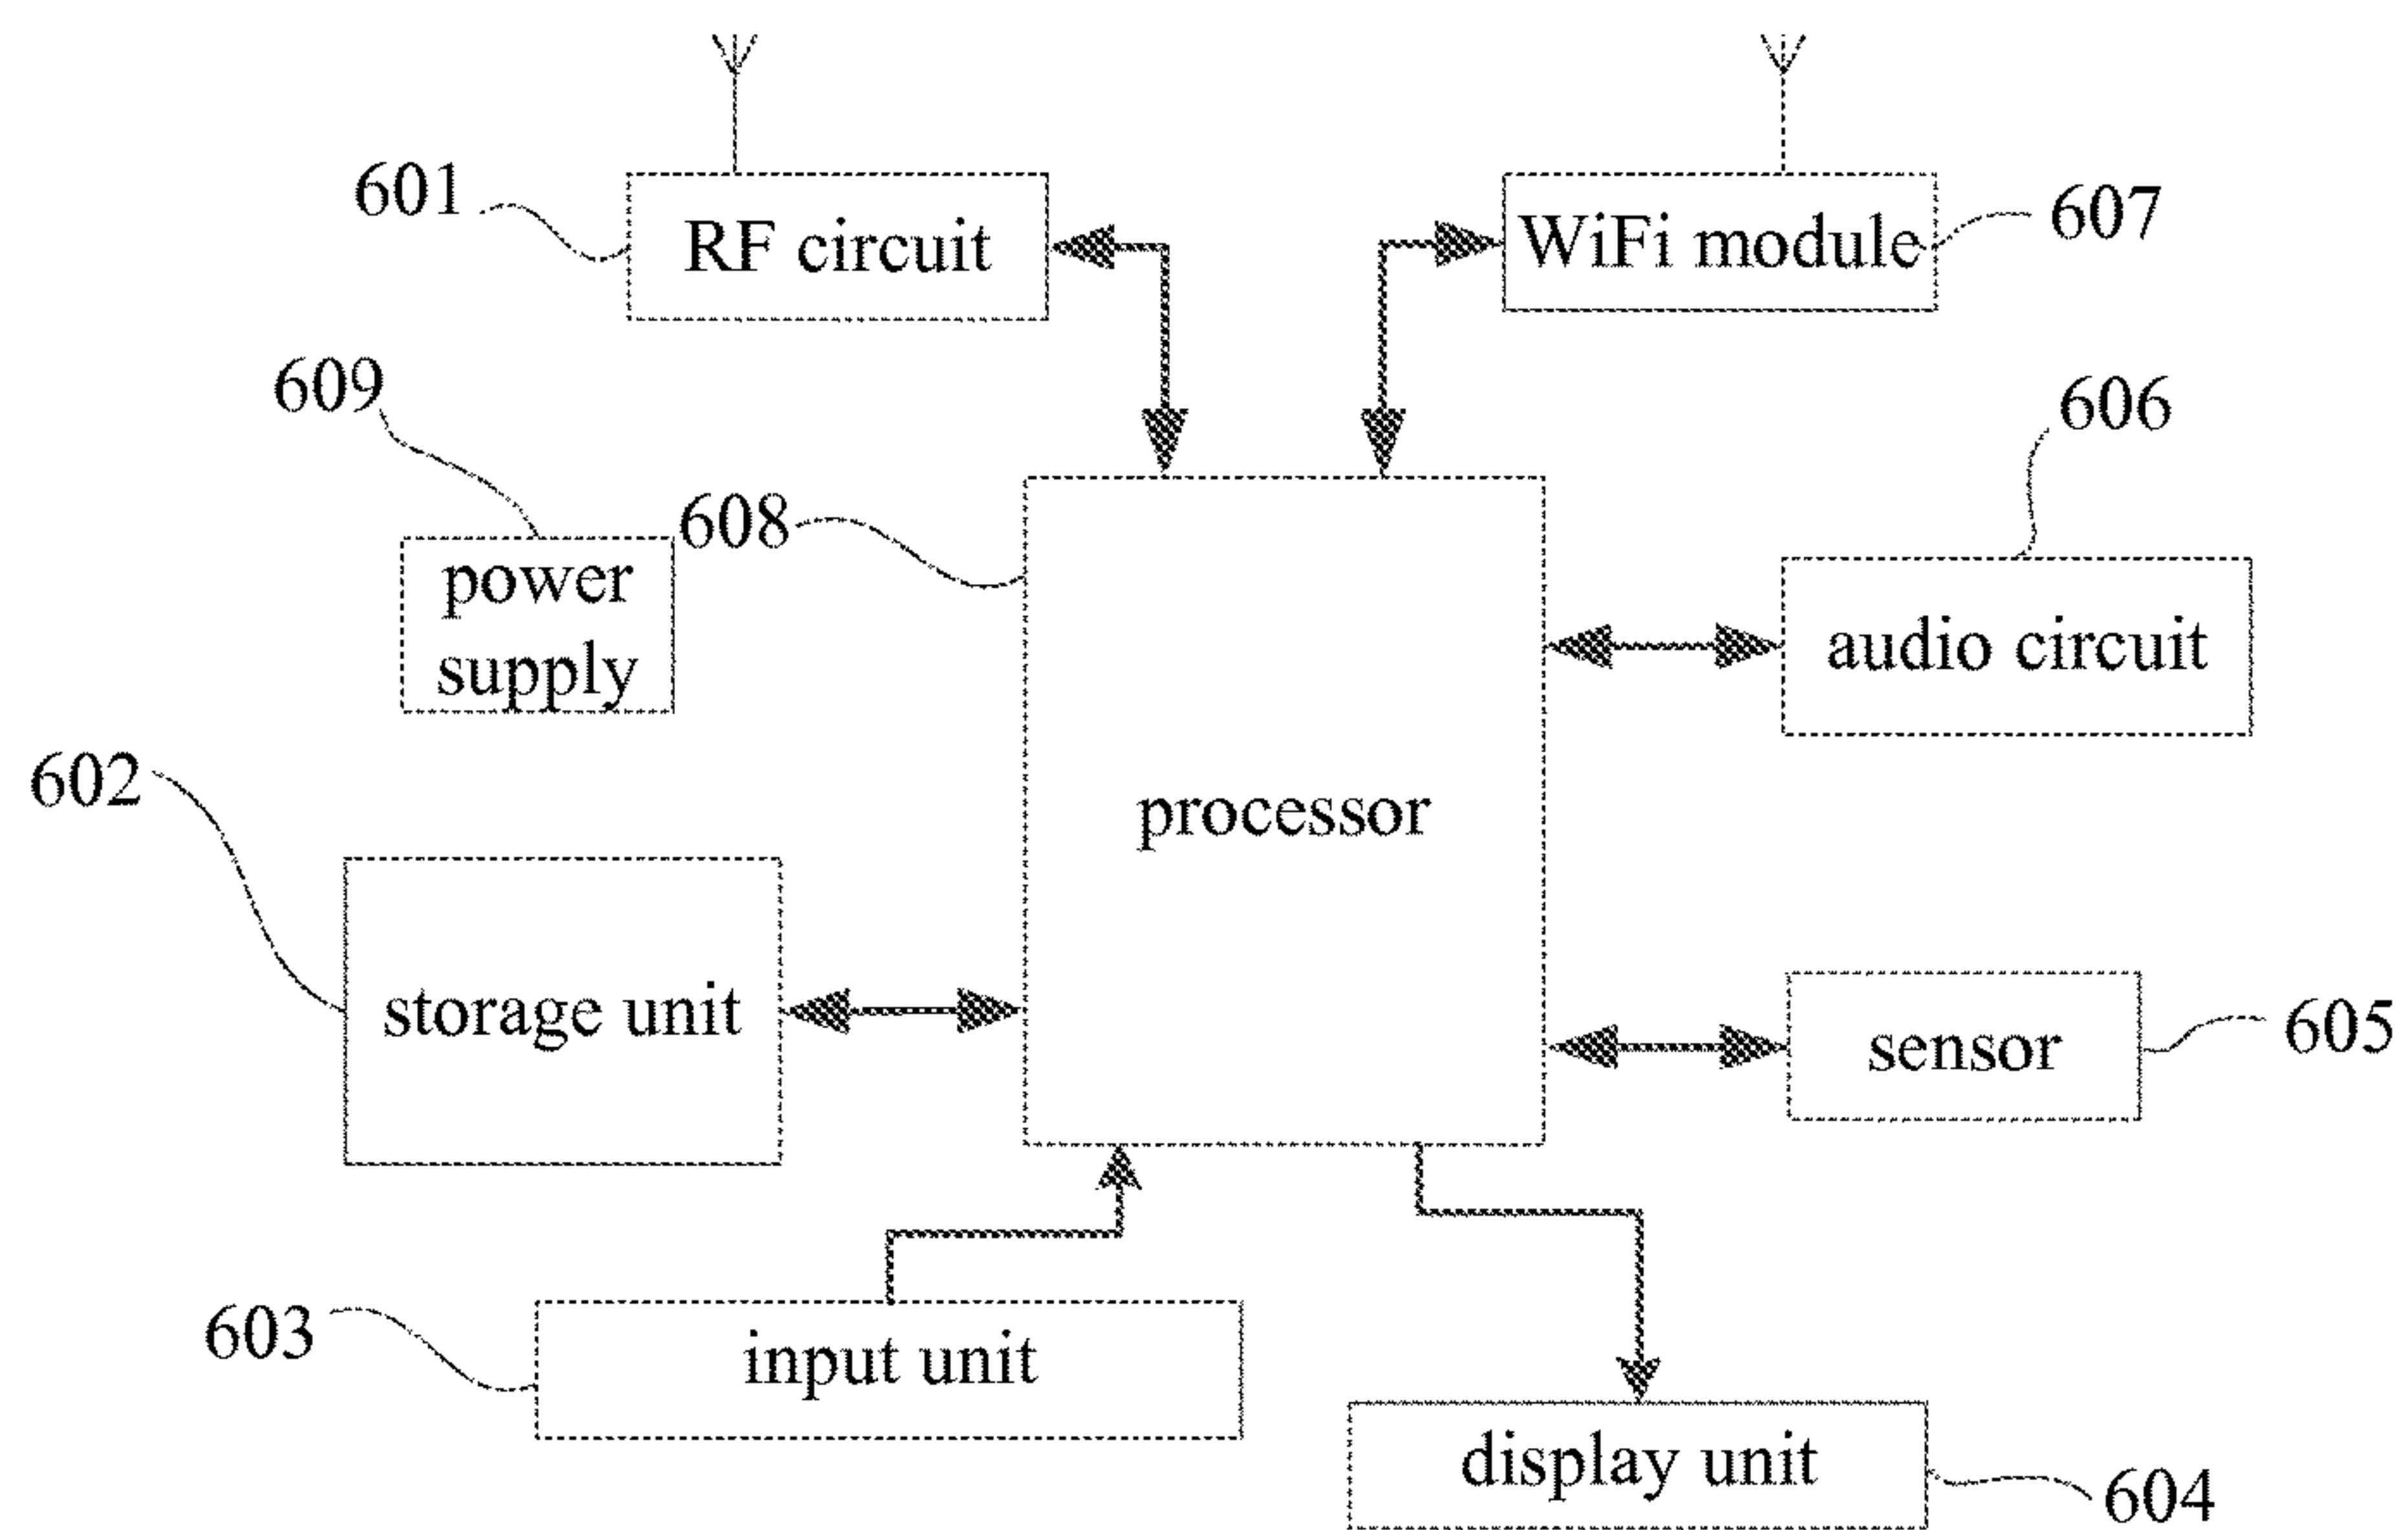 601
RF circuit
WiFi module
607
609
606
608
power
supply
audio circuit
602
processor
storage unit
sensor
605
603
input unit
display unit
604